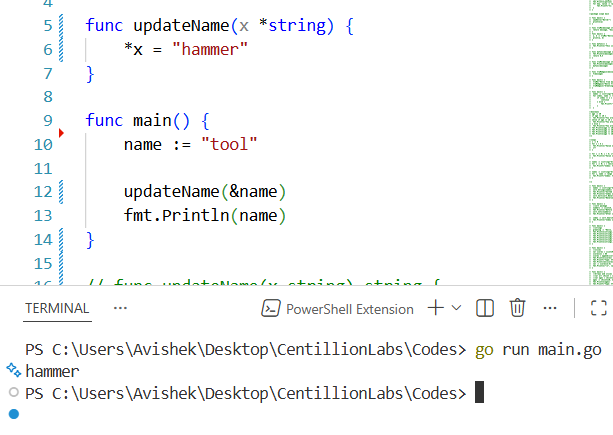 4
5 func updateName(x *string) {
6 *x = "hammer"
7 }
8
9 func main() {
10 name := "tool"
11
12 updateName(&name)
13 fmt.Println(name)
14 }
15
16 // func updateName(x string) string {
TERMINAL ··· PowerShell Extension ···
PS C:\Users\Avishek\Desktop\CentillionLabs\Codes> go run main.go
hammer
PS C:\Users\Avishek\Desktop\CentillionLabs\Codes>